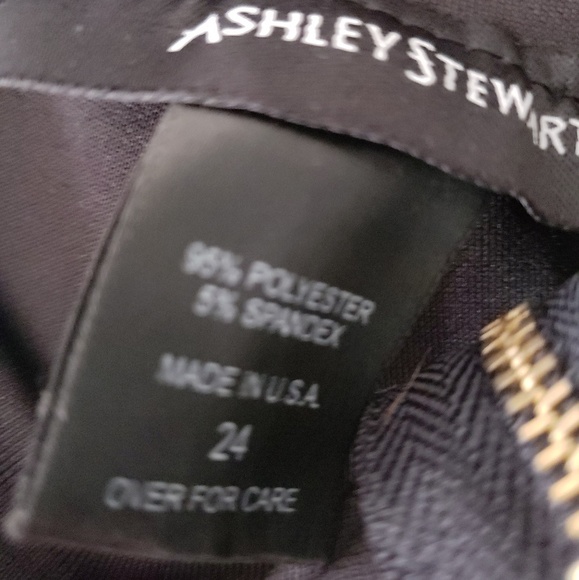 ASHLEY STEWART
95% POLYESTER
5% SPANDEX
MADE IN U.S.A.
24
OVER FOR CARE